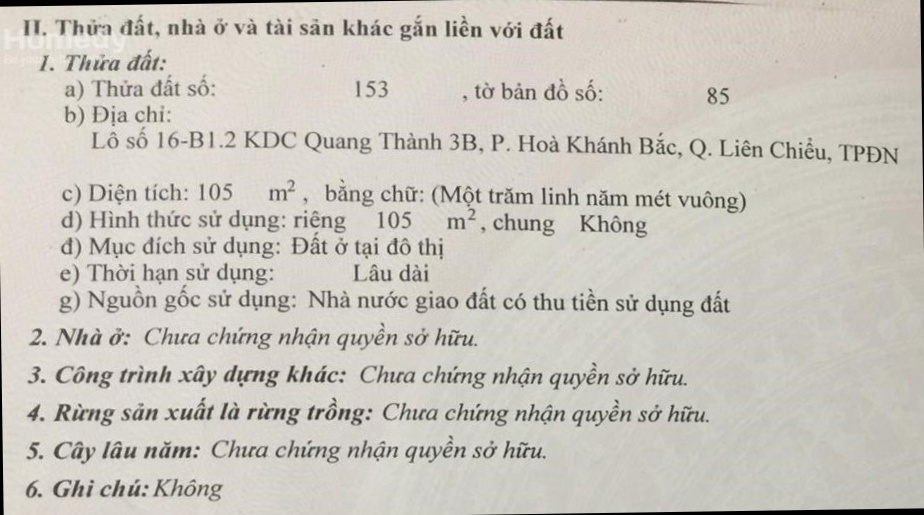 II. Thửa đất, nhà ở và tài sản khác gắn liền với đất
Homedy
1. Thửa đất:
a) Thửa đất số: 153 , tờ bản đồ số: 85
b) Địa chỉ:
Lô số 16-B1.2 KDC Quang Thành 3B, P. Hoà Khánh Bắc, Q. Liên Chiểu, TPĐN
c) Diện tích: 105 m², bằng chữ: (Một trăm linh năm mét vuông)
d) Hình thức sử dụng: riêng 105 m², chung Không
đ) Mục đích sử dụng: Đất ở tại đô thị
e) Thời hạn sử dụng: Lâu dài
g) Nguồn gốc sử dụng: Nhà nước giao đất có thu tiền sử dụng đất
2. Nhà ở: Chưa chứng nhận quyền sở hữu.
3. Công trình xây dựng khác: Chưa chứng nhận quyền sở hữu.
4. Rừng sản xuất là rừng trồng: Chưa chứng nhận quyền sở hữu.
5. Cây lâu năm: Chưa chứng nhận quyền sở hữu.
6. Ghi chú: Không